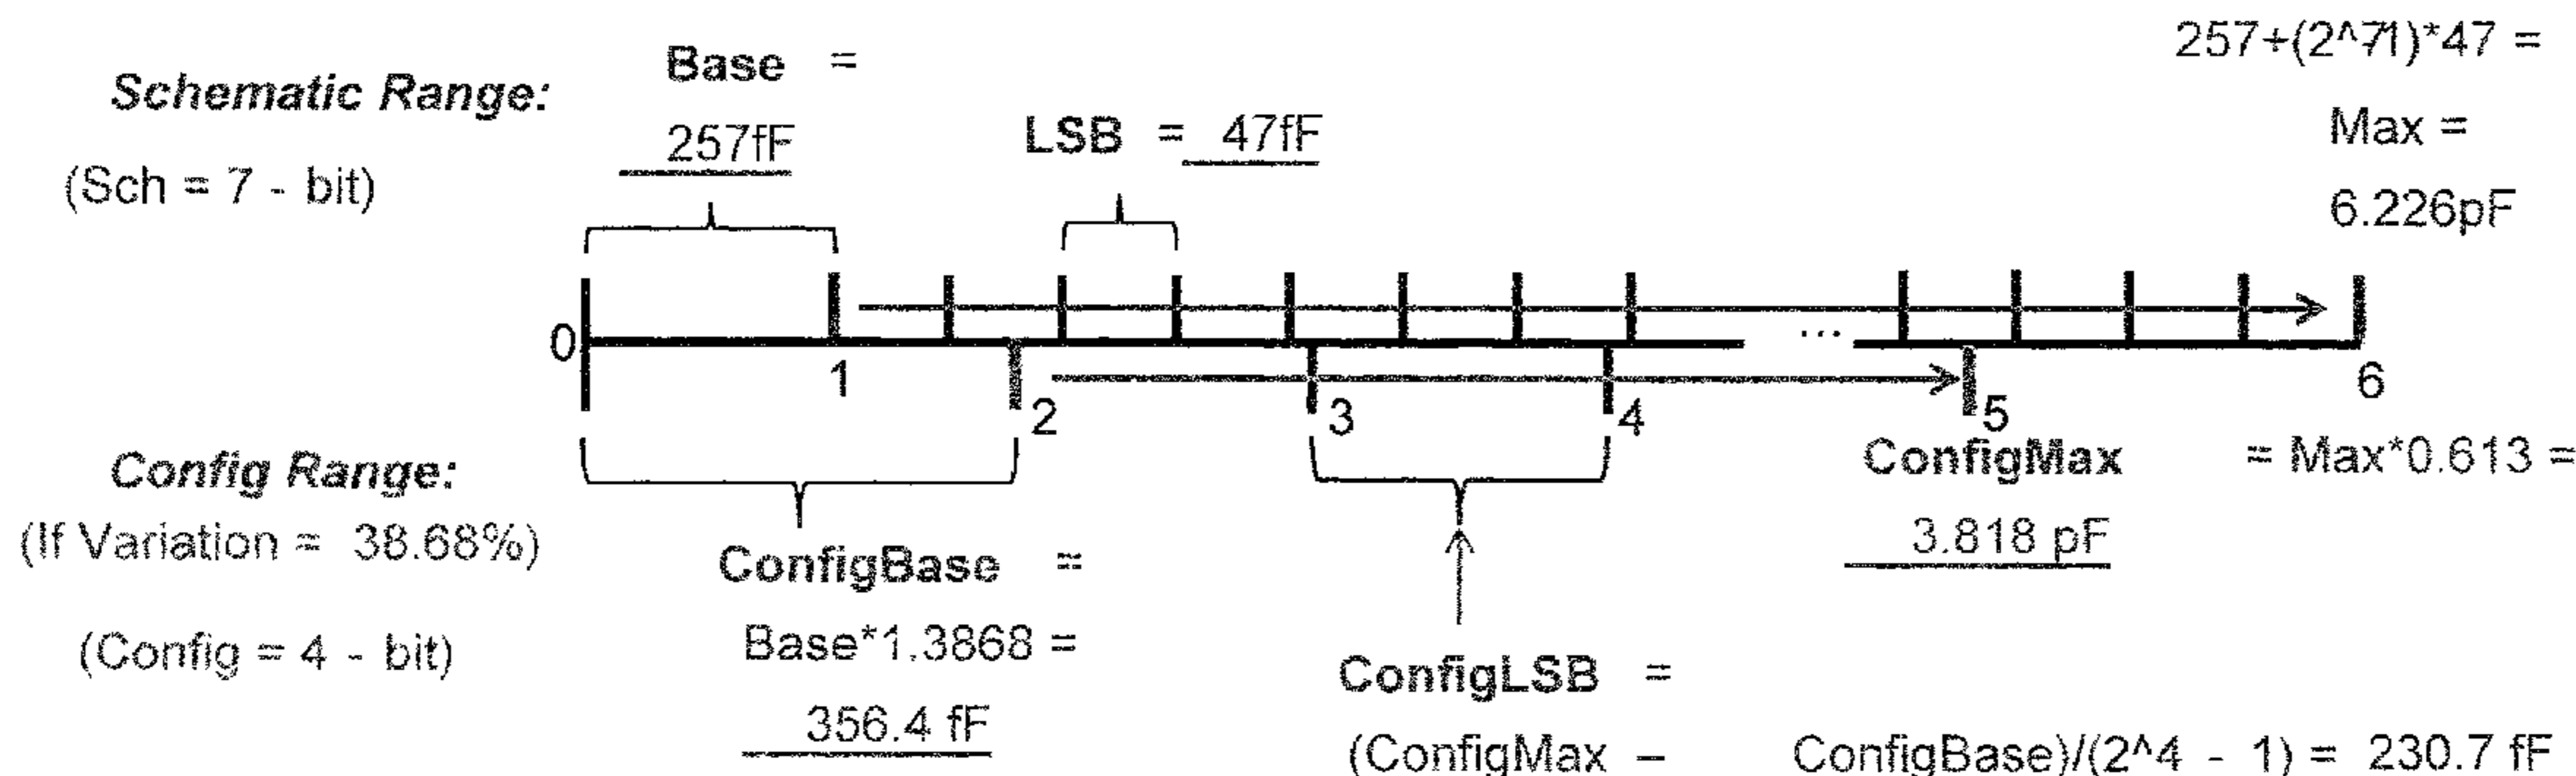 Schematic Range:
(Sch = 7 - bit)
Base =
257fF
LSB = 47fF
257+(2^71)*47 =
Max =
6.226pF
0
1
2
3
4
...
5
6
Config Range:
(If Variation = 38.68%)
(Config = 4 - bit)
ConfigBase =
Base*1.3868 =
356.4 fF
ConfigMax = Max*0.613 =
3.818 pF
ConfigLSB =
(ConfigMax – ConfigBase)/(2^4 - 1) = 230.7 fF